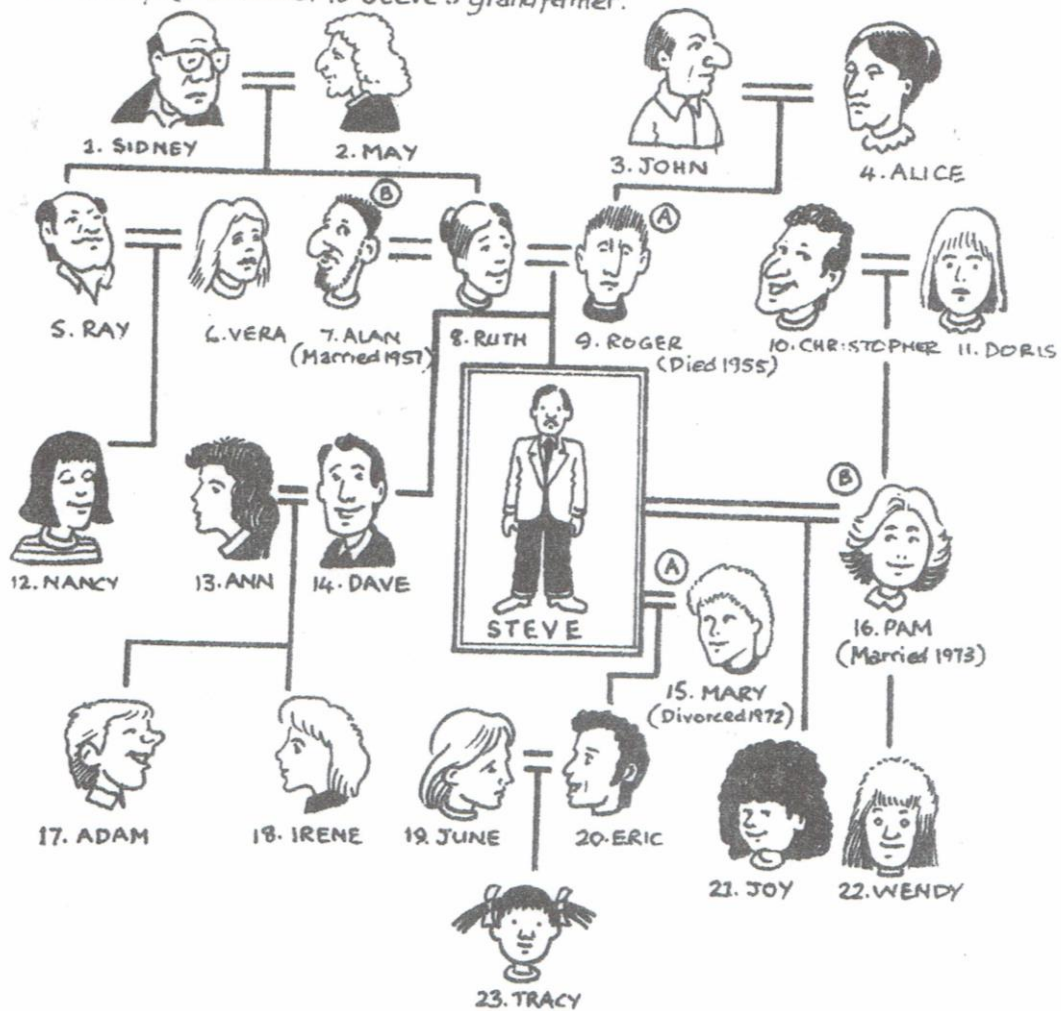 to Steve's grandfather.
1. SIDNEY 2. MAY 3. JOHN 4. ALICE
B A
5. RAY 6. VERA 7. ALAN 8. RUTH 9. ROGER 10. CHRISTOPHER 11. DORIS
(Married 1957) (Died 1955)
B
12. NANCY 13. ANN 14. DAVE
A
STEVE
16. PAM
(Married 1973)
15. MARY
(Divorced 1972)
17. ADAM 18. IRENE 19. JUNE 20. ERIC
21. JOY 22. WENDY
23. TRACY